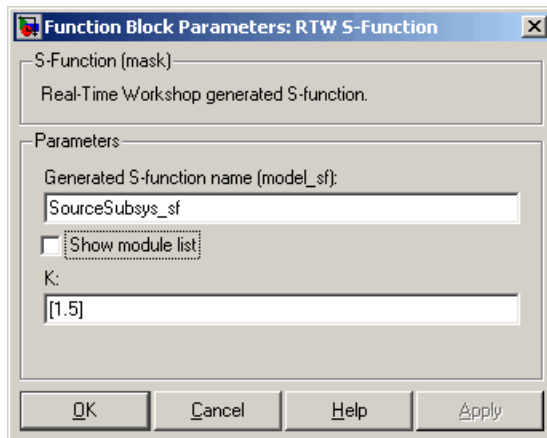 Function Block Parameters: RTW S-Function
S-Function (mask)
Real-Time Workshop generated S-function.
Parameters
Generated S-function name (model_sf):
SourceSubsys_sf
Show module list
K:
[1.5]
OK Cancel Help Apply